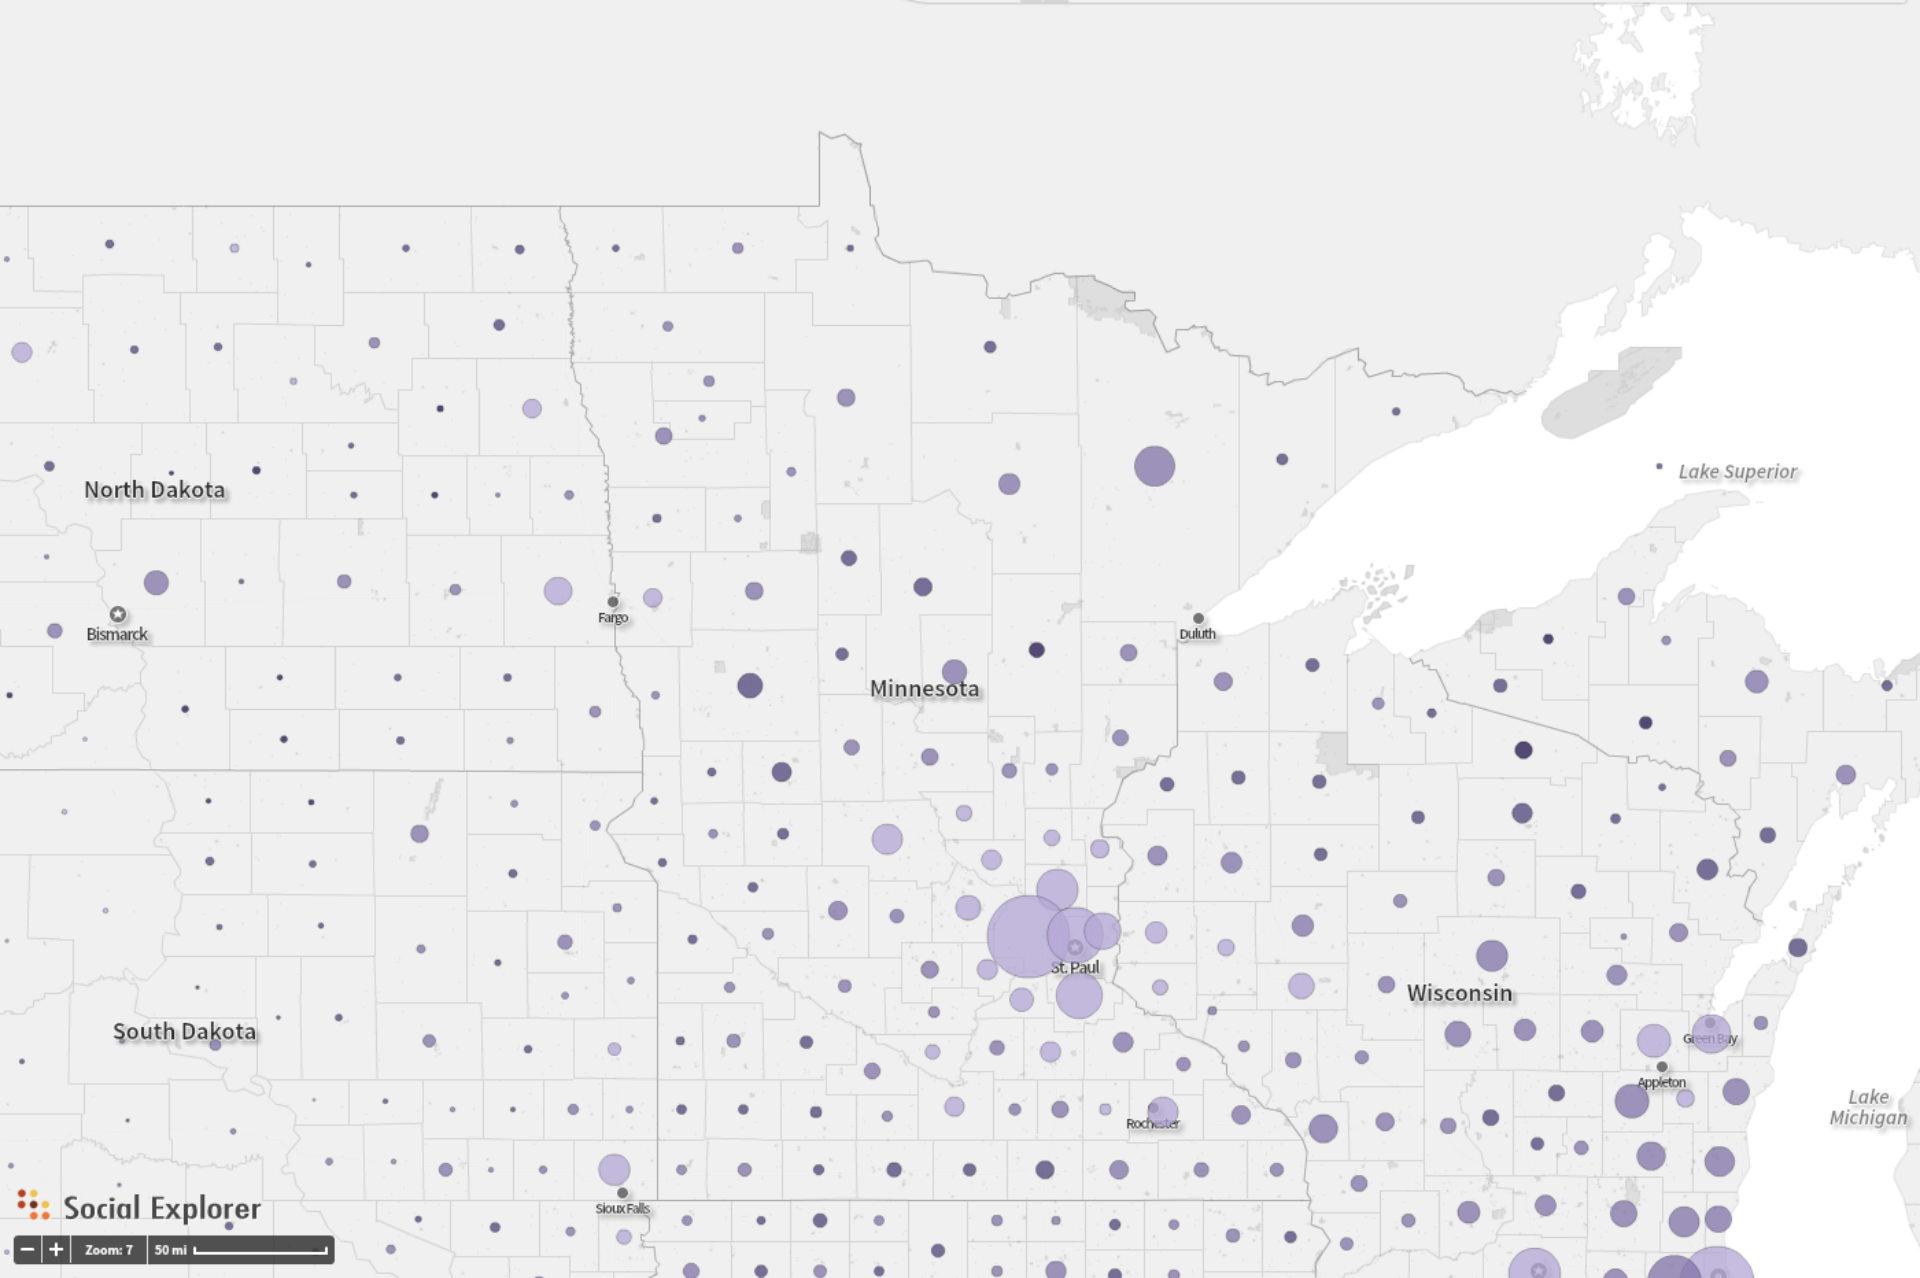 Lake Superior
North Dakota
Bismarck
Fargo
Duluth
Minnesota
St. Paul
Wisconsin
South Dakota
Green Bay
Appleton
Lake
Michigan
Rochester
Sioux Falls
Social Explorer
− + Zoom: 7 50 mi